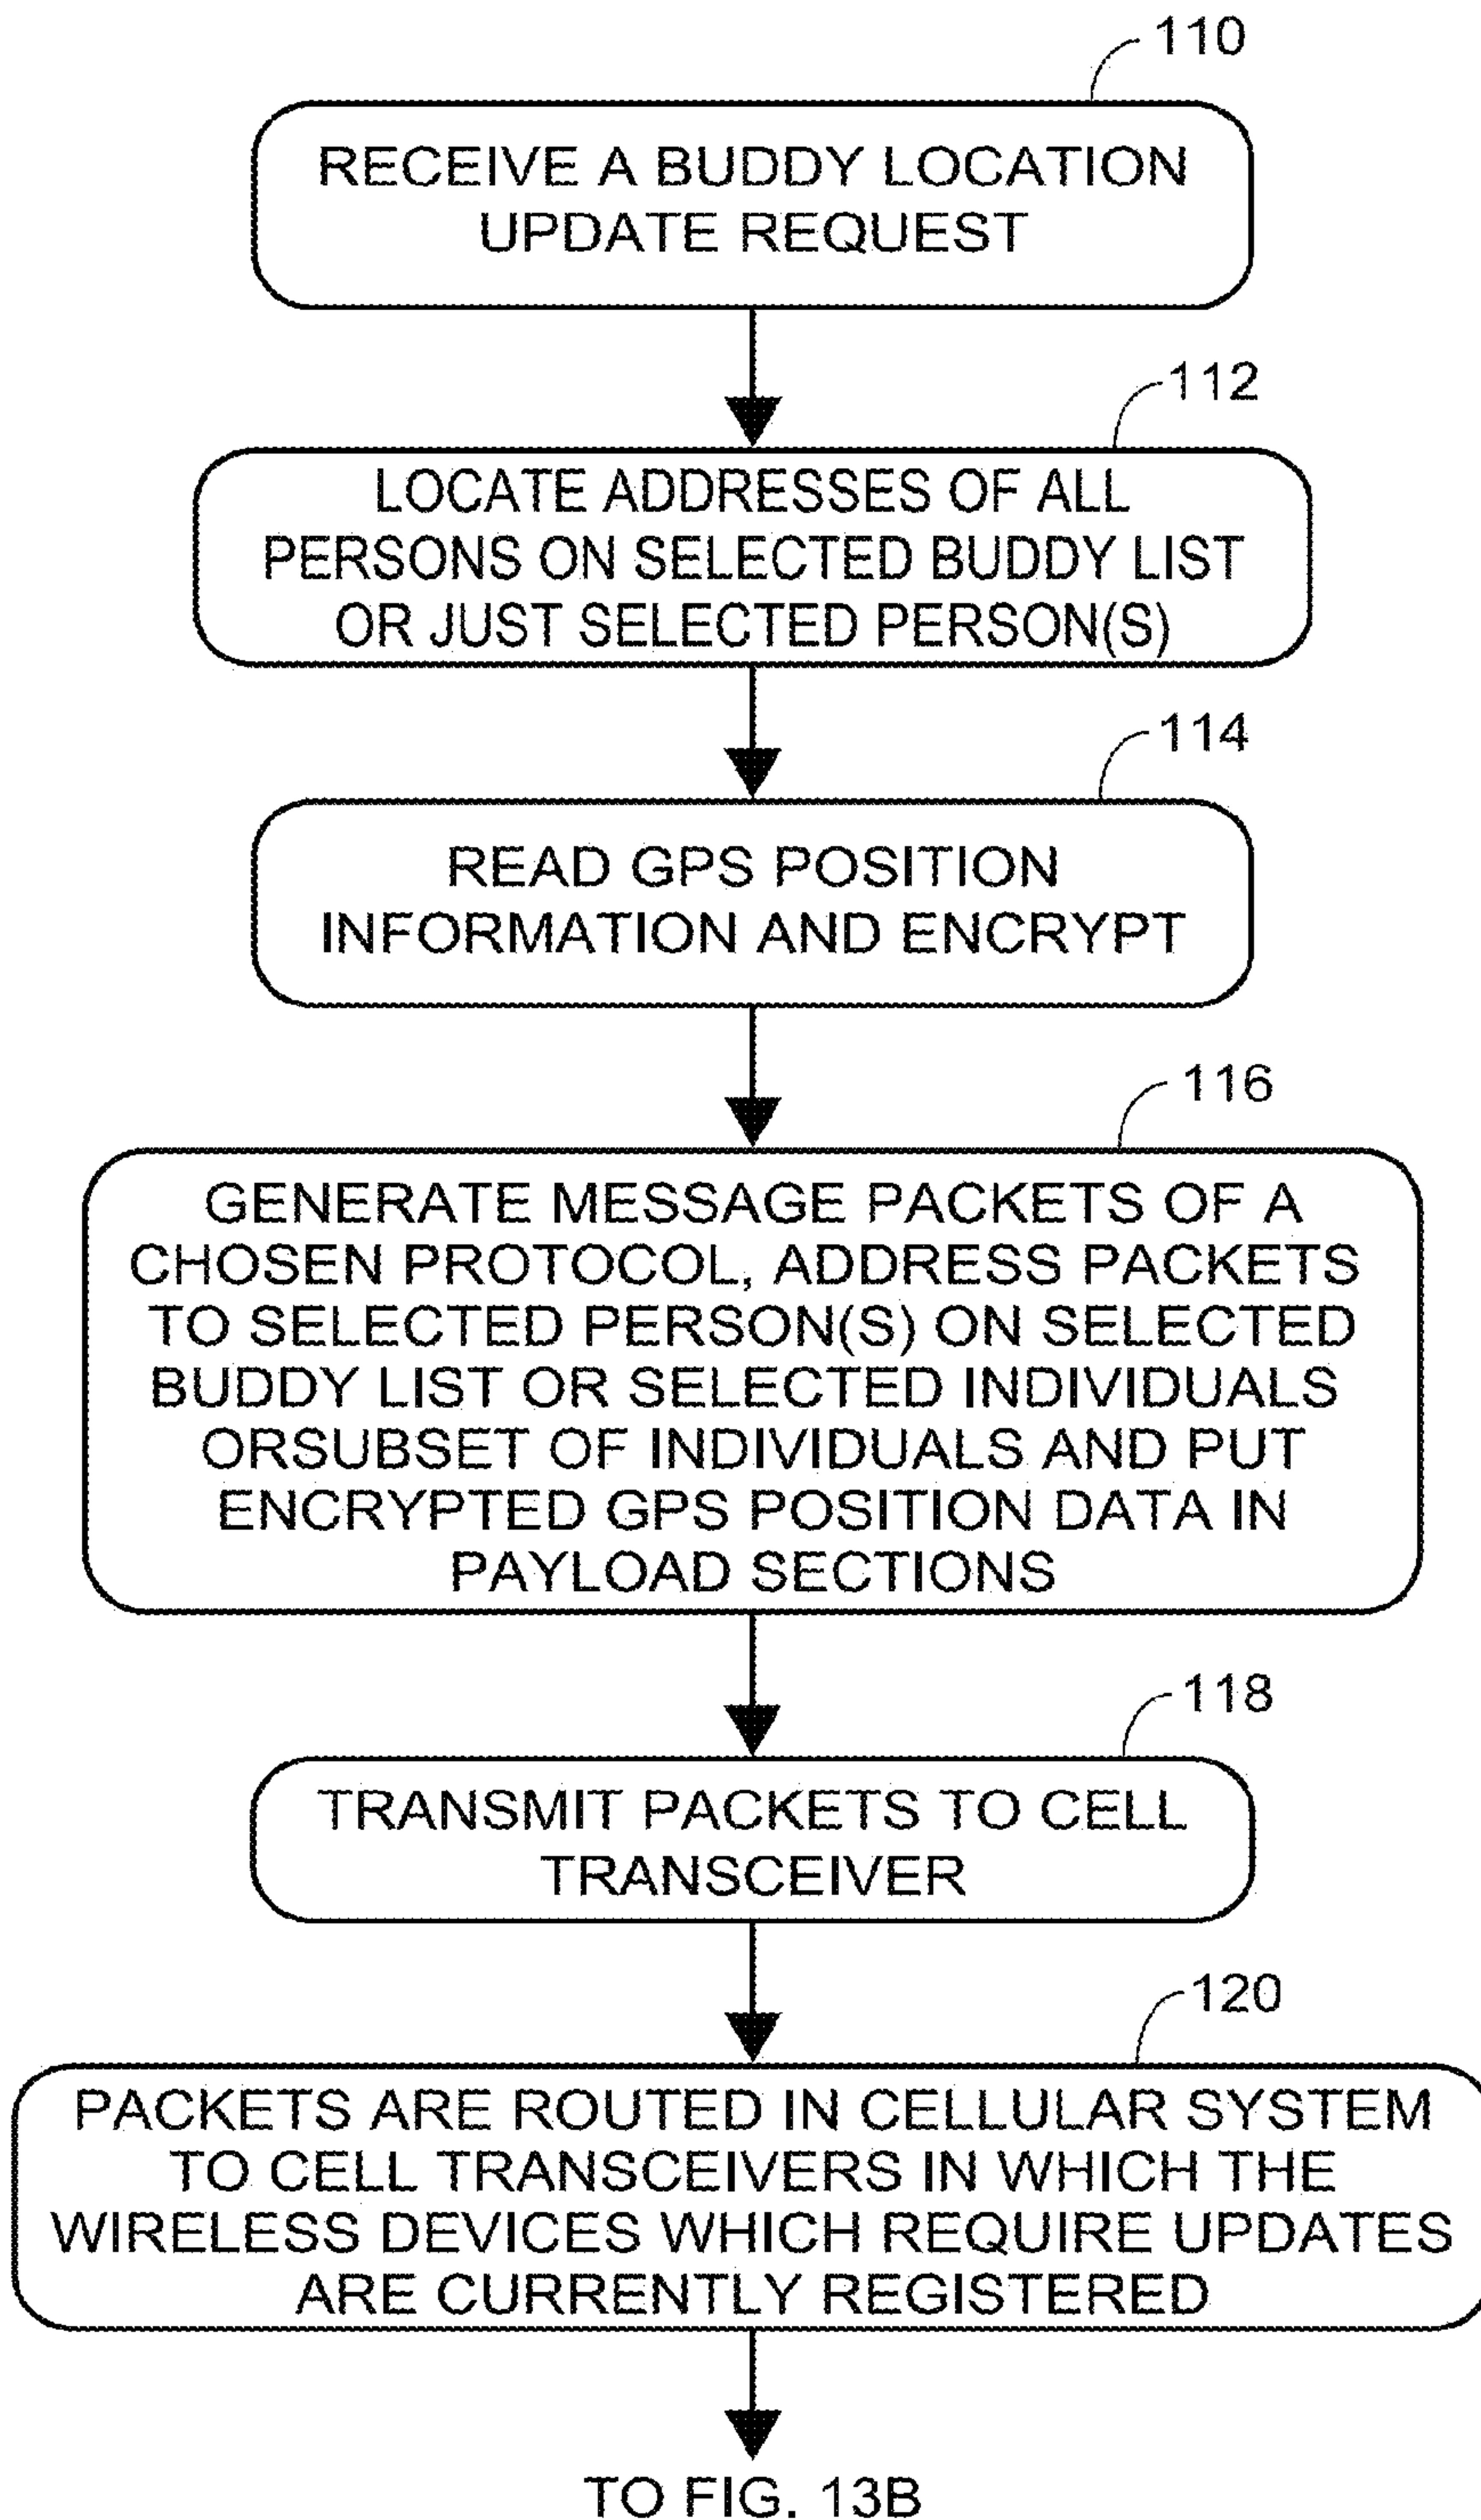 110
RECEIVE A BUDDY LOCATION
UPDATE REQUEST
112
LOCATE ADDRESSES OF ALL
PERSONS ON SELECTED BUDDY LIST
OR JUST SELECTED PERSON(S)
114
READ GPS POSITION
INFORMATION AND ENCRYPT
116
GENERATE MESSAGE PACKETS OF A
CHOSEN PROTOCOL, ADDRESS PACKETS
TO SELECTED PERSON(S) ON SELECTED
BUDDY LIST OR SELECTED INDIVIDUALS
ORSUBSET OF INDIVIDUALS AND PUT
ENCRYPTED GPS POSITION DATA IN
PAYLOAD SECTIONS
118
TRANSMIT PACKETS TO CELL
TRANSCEIVER
120
PACKETS ARE ROUTED IN CELLULAR SYSTEM
TO CELL TRANSCEIVERS IN WHICH THE
WIRELESS DEVICES WHICH REQUIRE UPDATES
ARE CURRENTLY REGISTERED
TO FIG. 13B